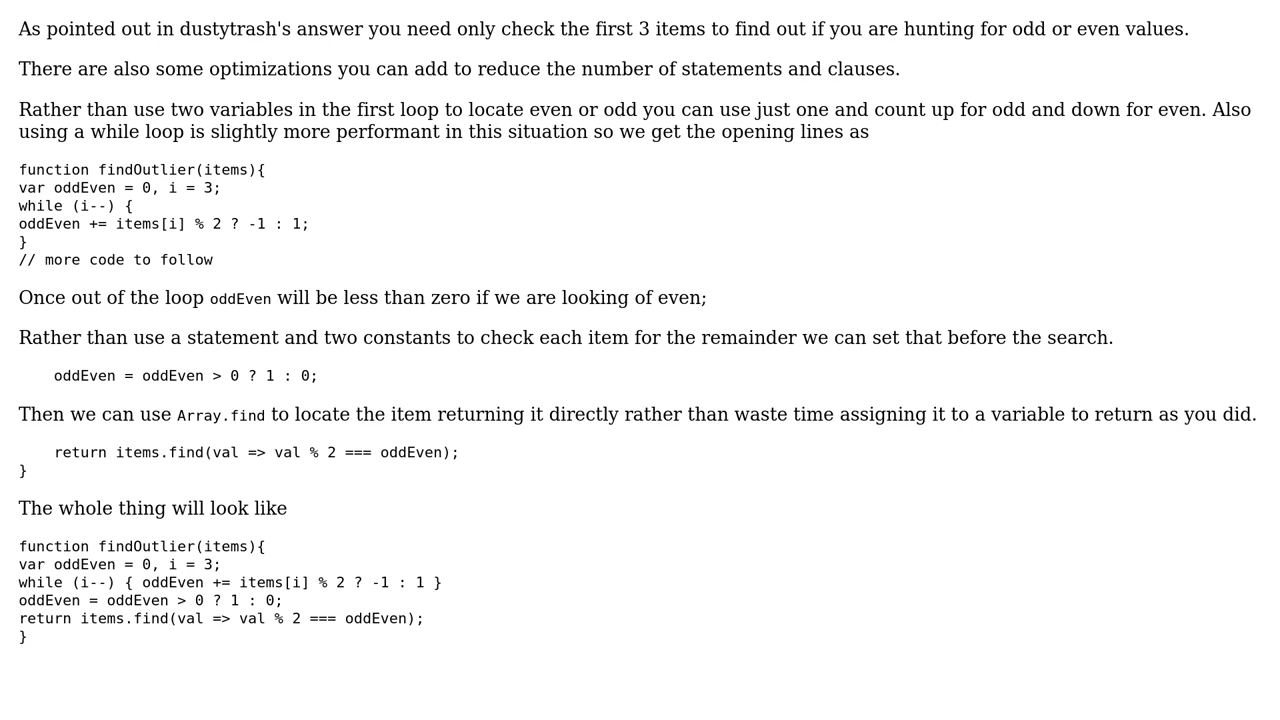 As pointed out in dustytrash's answer you need only check the first 3 items to find out if you are hunting for odd or even values.
There are also some optimizations you can add to reduce the number of statements and clauses.
Rather than use two variables in the first loop to locate even or odd you can use just one and count up for odd and down for even. Also
using a while loop is slightly more performant in this situation so we get the opening lines as
function findOutlier(items){
var oddEven = 0, i = 3;
while (i--) {
oddEven += items[i] % 2 ? -1 : 1;
}
// more code to follow
Once out of the loop oddEven will be less than zero if we are looking of even;
Rather than use a statement and two constants to check each item for the remainder we can set that before the search.
    oddEven = oddEven > 0 ? 1 : 0;
Then we can use Array.find to locate the item returning it directly rather than waste time assigning it to a variable to return as you did.
    return items.find(val => val % 2 === oddEven);
}
The whole thing will look like
function findOutlier(items){
var oddEven = 0, i = 3;
while (i--) { oddEven += items[i] % 2 ? -1 : 1 }
oddEven = oddEven > 0 ? 1 : 0;
return items.find(val => val % 2 === oddEven);
}